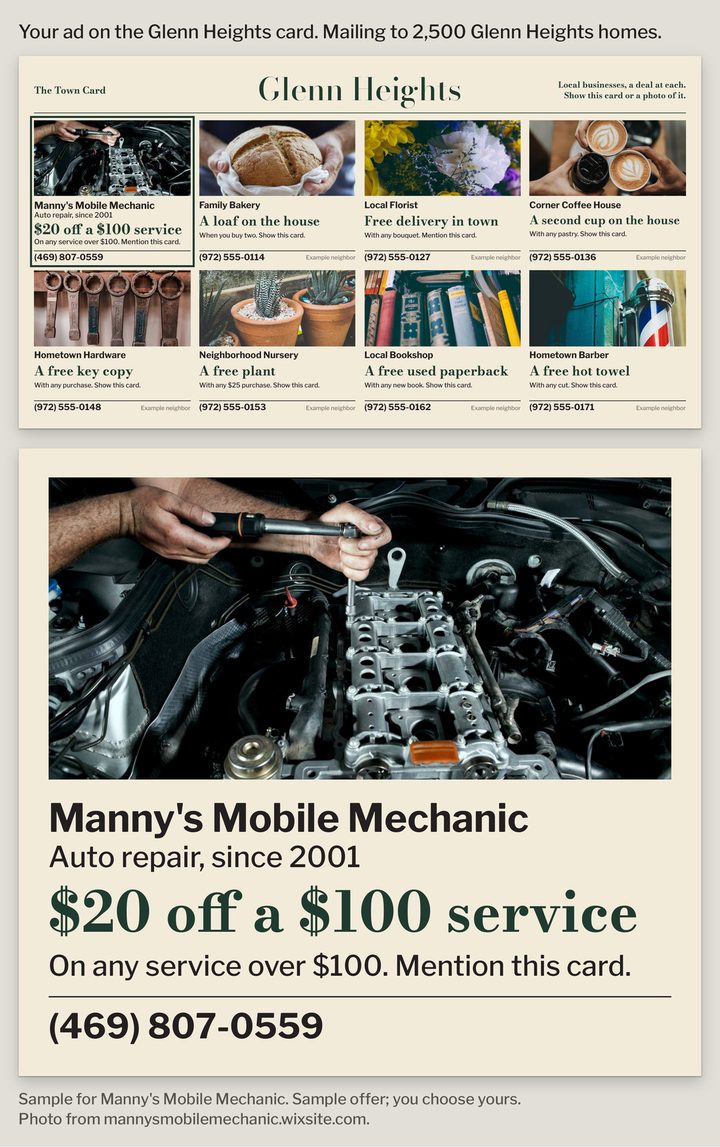 Your ad on the Glenn Heights card. Mailing to 2,500 Glenn Heights homes.
The Town Card
Glenn Heights
Local businesses, a deal at each.
Show this card or a photo of it.
Manny's Mobile Mechanic
Auto repair, since 2001
$20 off a $100 service
On any service over $100. Mention this card.
(469) 807-0559
Family Bakery
A loaf on the house
When you buy two. Show this card.
(972) 555-0114
Example neighbor
Local Florist
Free delivery in town
With any bouquet. Mention this card.
(972) 555-0127
Example neighbor
Corner Coffee House
A second cup on the house
With any pastry. Show this card.
(972) 555-0136
Example neighbor
Hometown Hardware
A free key copy
With any purchase. Show this card.
(972) 555-0148
Example neighbor
Neighborhood Nursery
A free plant
With any $25 purchase. Show this card.
(972) 555-0153
Example neighbor
Local Bookshop
A free used paperback
With any new book. Show this card.
(972) 555-0162
Example neighbor
Hometown Barber
A free hot towel
With any cut. Show this card.
(972) 555-0171
Example neighbor
Manny's Mobile Mechanic
Auto repair, since 2001
$20 off a $100 service
On any service over $100. Mention this card.
(469) 807-0559
Sample for Manny's Mobile Mechanic. Sample offer; you choose yours.
Photo from mannysmobilemechanic.wixsite.com.